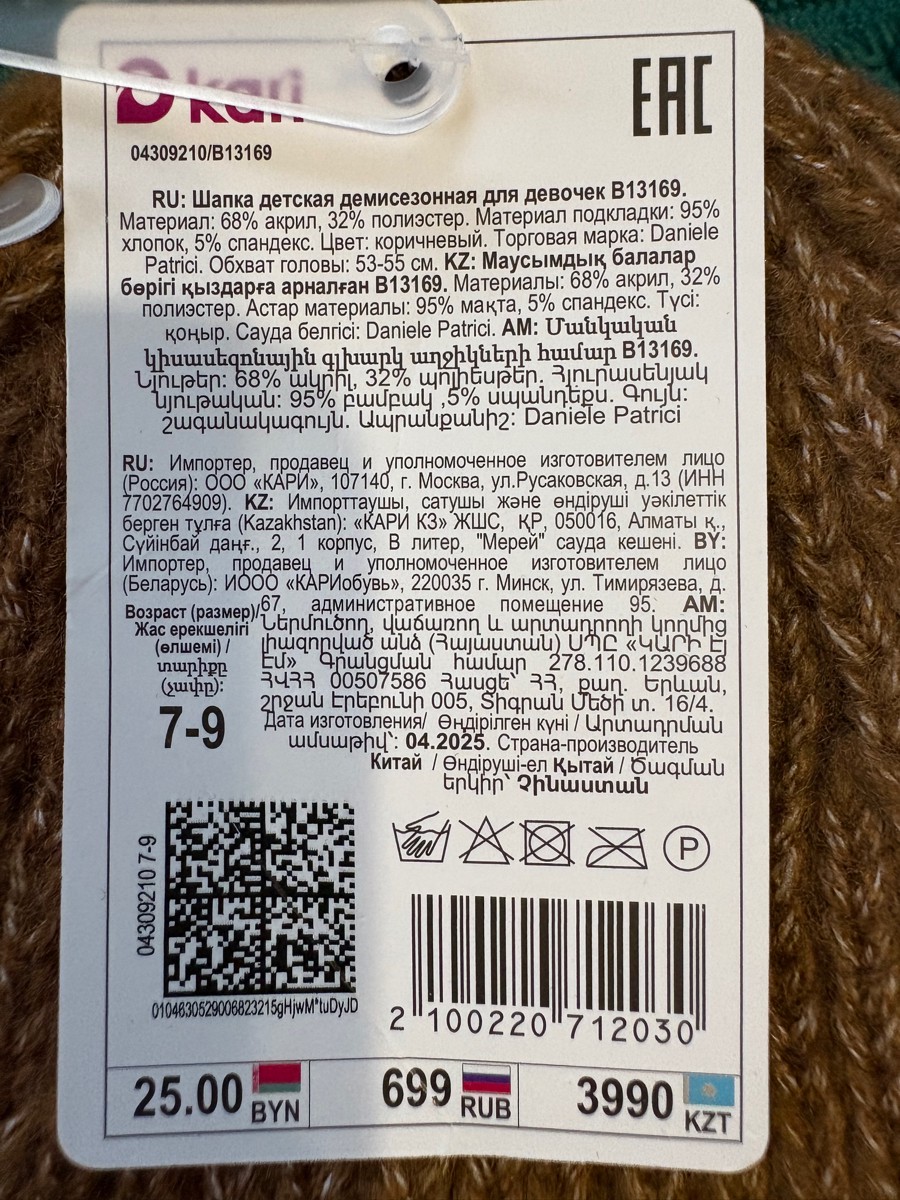 kari
EAC
04309210/B13169
RU: Шапка детская демисезонная для девочек B13169.
Материал: 68% акрил, 32% полиэстер. Материал подкладки: 95%
хлопок, 5% спандекс. Цвет: коричневый. Торговая марка: Daniele
Patrici. Обхват головы: 53-55 см. KZ: Маусымдық балалар
бөрігі қыздарға арналған B13169. Материалы: 68% акрил, 32%
полиэстер. Астар материалы: 95% мақта, 5% спандекс. Түсі:
қоңыр. Сауда белгісі: Daniele Patrici. AM: Մանկական
կիսասեզոնային գլխարկ աղջիկների համար B13169.
Նյութեր: 68% ակրիլ, 32% պոլիեսթեր. Հյուրասենյակ
նյութական: 95% բամբակ ,5% սպանդեքս. Գույն:
շագանակագույն. Ապրանքանիշ: Daniele Patrici
RU: Импортер, продавец и уполномоченное изготовителем лицо
(Россия): ООО «КАРИ», 107140, г. Москва, ул.Русаковская, д.13 (ИНН
7702764909). KZ: Импорттаушы, сатушы және өндіруші уәкілеттік
берген тұлға (Kazakhstan): «КАРИ КЗ» ЖШС, ҚР, 050016, Алматы қ.,
Сүйінбай даңғ., 2, 1 корпус, В литер, "Мерей" сауда кешені. BY:
Импортер, продавец и уполномоченное изготовителем лицо
(Беларусь): ИООО «КАРИобувь», 220035 г. Минск, ул. Тимирязева, д.
67, административное помещение 95. AM:
Ներմուծող, վաճառող և արտադրողի կողմից
լիազորված անձ (Հայաստան) ՍՊԸ «ԿԱՐԻ Էյ
Էմ» Գրանցման համար 278.110.1239688
ՀՎՀՀ 00507586 Հասցե՝ ՀՀ, քաղ. Երևան,
շրջան Էրեբունի 005, Տիգրան Մեծի տ. 16/4.
Дата изготовления/ Өндірілген күні / Արտադրման
ամսաթիվ՝: 04.2025. Страна-производитель
Китай / Өндіруші-ел Қытай / Ծագման
երկիր՝ Չինաստան
Возраст (размер)/
Жас ерекшелігі
(өлшемі) /
տարիքը
(չափը):
7-9
04309210 7-9
0104630529006823215gHjwM*tuDyJD
P
2 100220 712030
25.00 BYN
699 RUB
3990 KZT